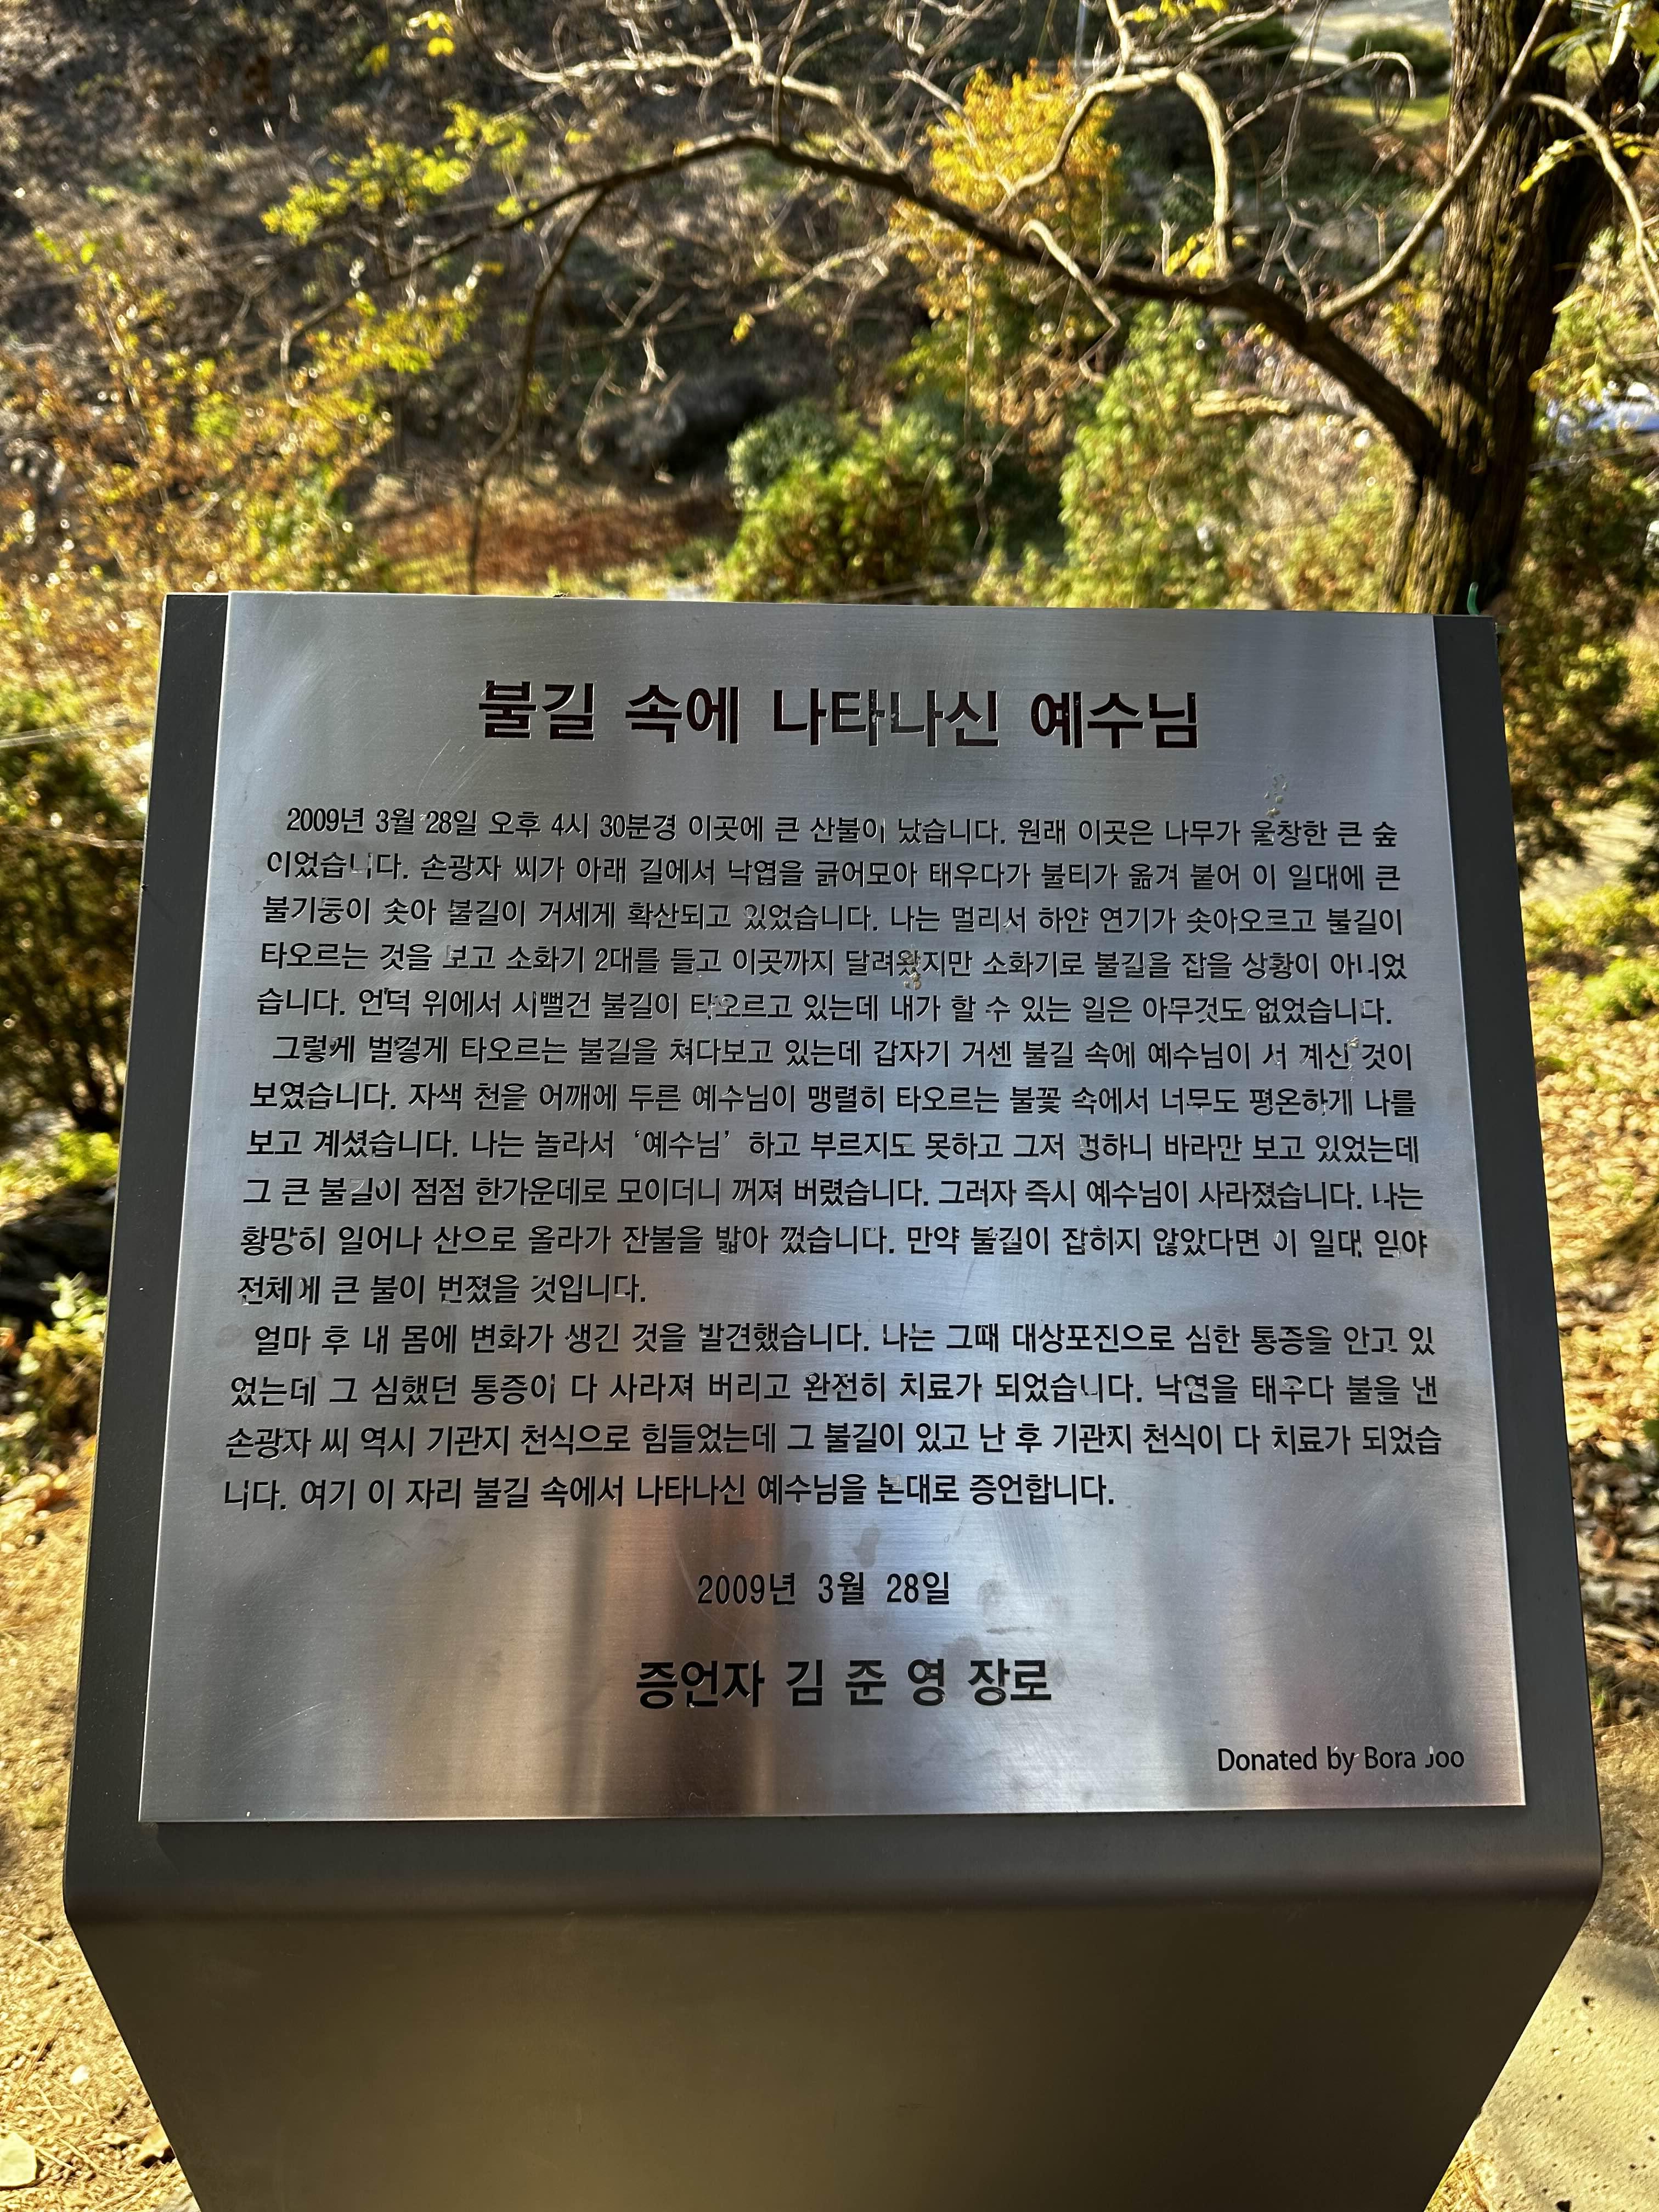 불길 속에 나타나신 예수님
2009년 3월 28일 오후 4시 30분경 이곳에 큰 산불이 났습니다. 원래 이곳은 나무가 울창한 큰 숲
이었습니다. 손광자 씨가 아래 길에서 낙엽을 긁어모아 태우다가 불티가 옮겨 붙어 이 일대에 큰
불기둥이 솟아 불길이 거세게 확산되고 있었습니다. 나는 멀리서 하얀 연기가 솟아오르고 불길이
타오르는 것을 보고 소화기 2대를 들고 이곳까지 달려왔지만 소화기로 불길을 잡을 상황이 아니었
습니다. 언덕 위에서 시뻘건 불길이 타오르고 있는데 내가 할 수 있는 일은 아무것도 없었습니다.
그렇게 벌겋게 타오르는 불길을 쳐다보고 있는데 갑자기 거센 불길 속에 예수님이 서 계신 것이
보였습니다. 자색 천을 어깨에 두른 예수님이 맹렬히 타오르는 불꽃 속에서 너무도 평온하게 나를
보고 계셨습니다. 나는 놀라서 ‘예수님’ 하고 부르지도 못하고 그저 멍하니 바라만 보고 있었는데
그 큰 불길이 점점 한가운데로 모이더니 꺼져 버렸습니다. 그러자 즉시 예수님이 사라졌습니다. 나는
황망히 일어나 산으로 올라가 잔불을 밟아 껐습니다. 만약 불길이 잡히지 않았다면 이 일대 임야
전체에 큰 불이 번졌을 것입니다.
얼마 후 내 몸에 변화가 생긴 것을 발견했습니다. 나는 그때 대상포진으로 심한 통증을 안고 있
었는데 그 심했던 통증이 다 사라져 버리고 완전히 치료가 되었습니다. 낙엽을 태우다 불을 낸
손광자 씨 역시 기관지 천식으로 힘들었는데 그 불길이 있고 난 후 기관지 천식이 다 치료가 되었습
니다. 여기 이 자리 불길 속에서 나타나신 예수님을 본대로 증언합니다.
2009년 3월 28일
증언자 김 준 영 장로
Donated by Bora Joo